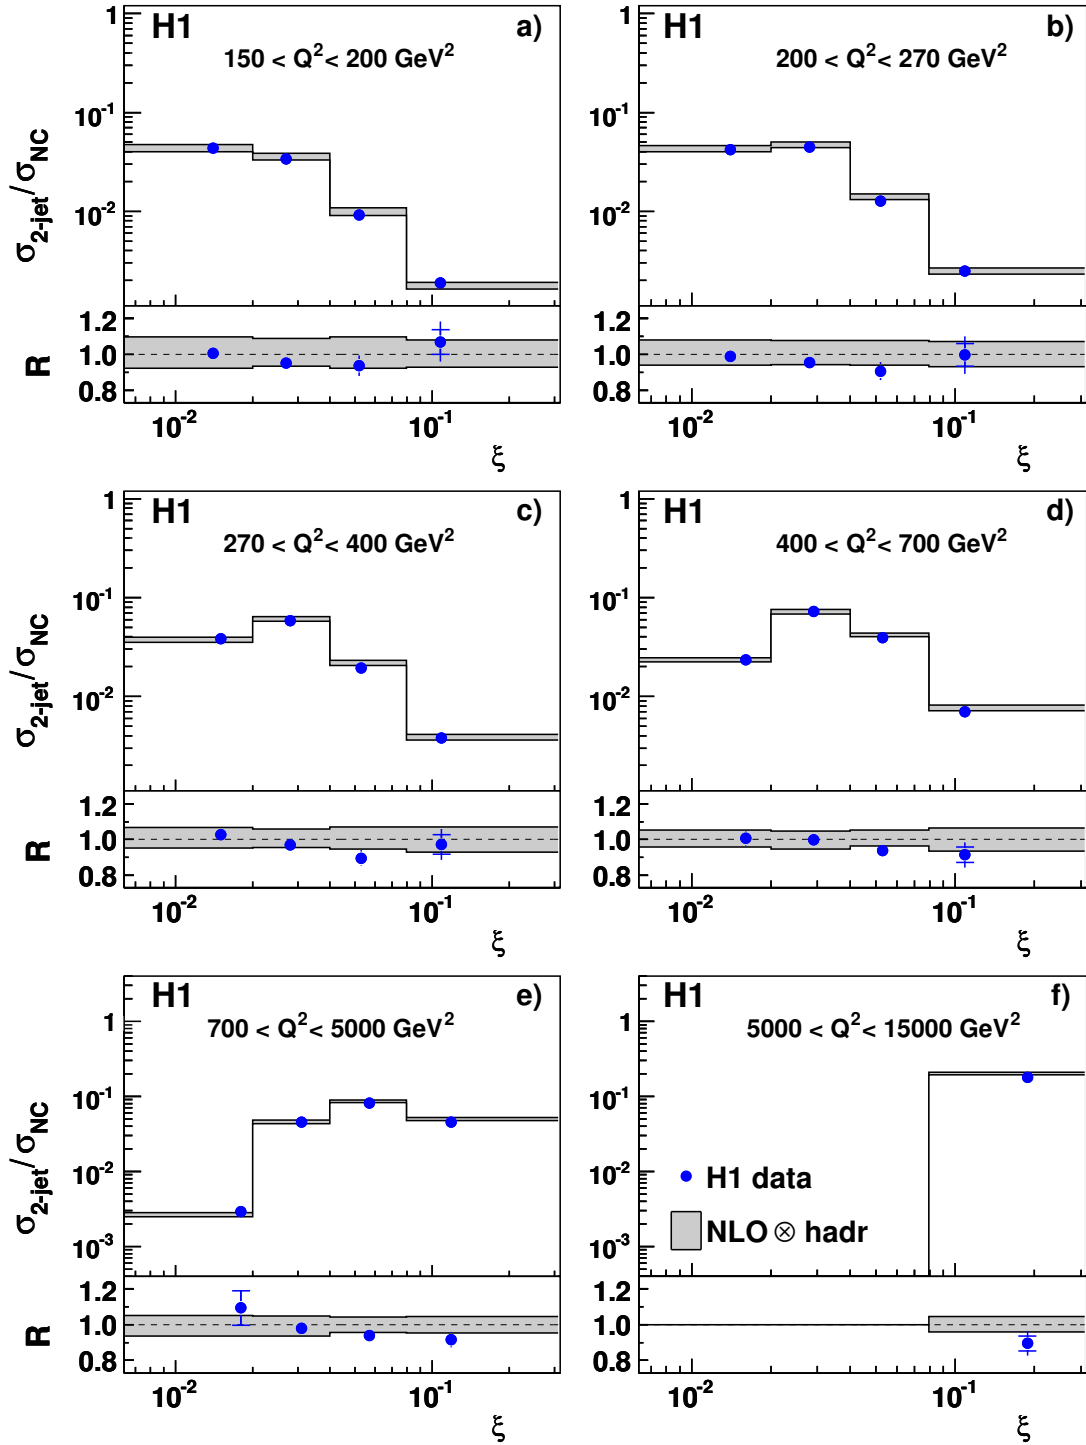 H1 a)
150 < Q² < 200 GeV²
1
10⁻¹
10⁻²
σ₂₋ⱼₑₜ/σ_NC
1.2
1.0
0.8
R
10⁻² 10⁻¹
ξ
H1 b)
200 < Q² < 270 GeV²
1
10⁻¹
10⁻²
1.2
1.0
0.8
10⁻² 10⁻¹
ξ
H1 c)
270 < Q² < 400 GeV²
1
10⁻¹
10⁻²
σ₂₋ⱼₑₜ/σ_NC
1.2
1.0
0.8
R
10⁻² 10⁻¹
ξ
H1 d)
400 < Q² < 700 GeV²
1
10⁻¹
10⁻²
1.2
1.0
0.8
10⁻² 10⁻¹
ξ
H1 e)
700 < Q² < 5000 GeV²
1
10⁻¹
10⁻²
10⁻³
σ₂₋ⱼₑₜ/σ_NC
1.2
1.0
0.8
R
10⁻² 10⁻¹
ξ
H1 f)
5000 < Q² < 15000 GeV²
1
10⁻¹
10⁻²
10⁻³
H1 data
NLO ⊗ hadr
1.2
1.0
0.8
10⁻² 10⁻¹
ξ